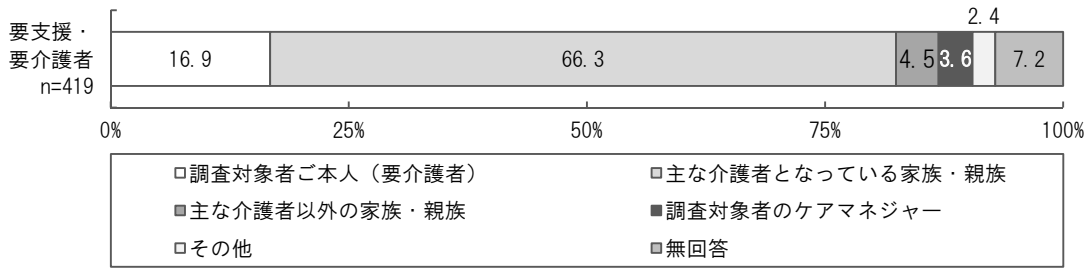 2.4
要支援・
要介護者
n=419
16.9 66.3 4.5 3.6 7.2
0% 25% 50% 75% 100%
調査対象者ご本人（要介護者） 主な介護者となっている家族・親族
主な介護者以外の家族・親族 調査対象者のケアマネジャー
その他 無回答